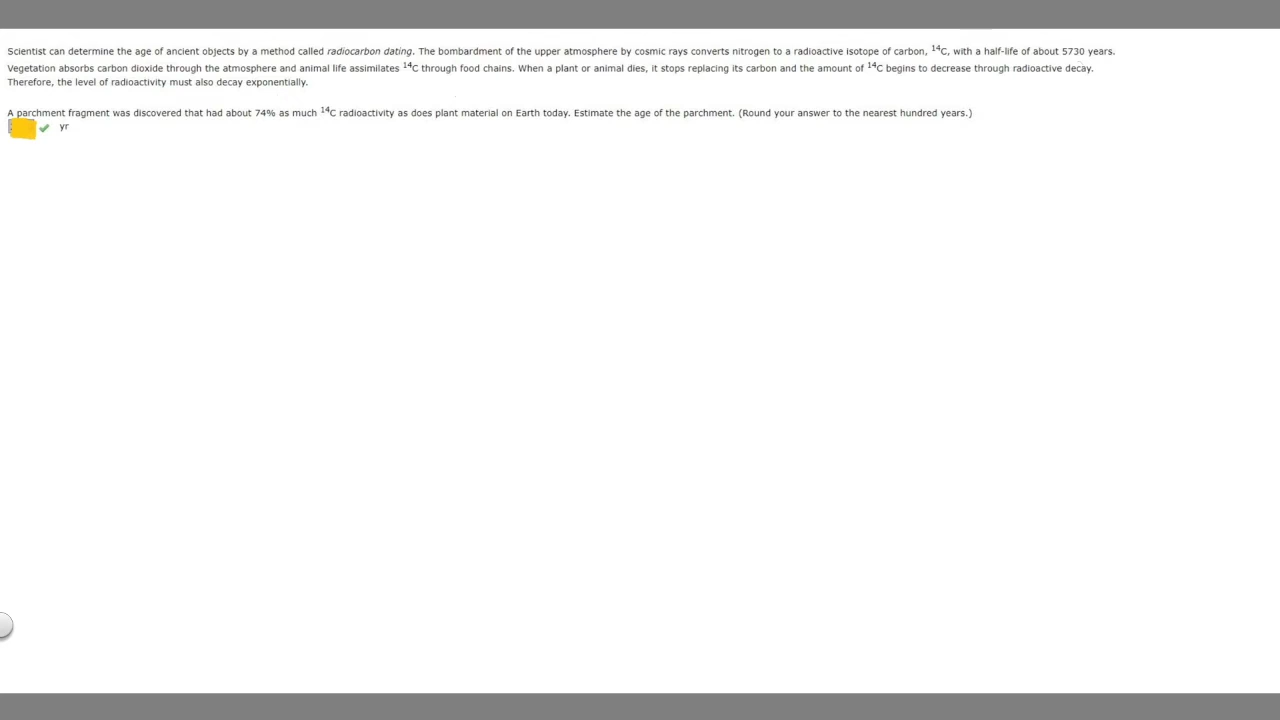 Scientist can determine the age of ancient objects by a method called radiocarbon dating. The bombardment of the upper atmosphere by cosmic rays converts nitrogen to a radioactive isotope of carbon, ¹⁴C, with a half-life of about 5730 years.
Vegetation absorbs carbon dioxide through the atmosphere and animal life assimilates ¹⁴C through food chains. When a plant or animal dies, it stops replacing its carbon and the amount of ¹⁴C begins to decrease through radioactive decay.
Therefore, the level of radioactivity must also decay exponentially.
A parchment fragment was discovered that had about 74% as much ¹⁴C radioactivity as does plant material on Earth today. Estimate the age of the parchment. (Round your answer to the nearest hundred years.)
yr